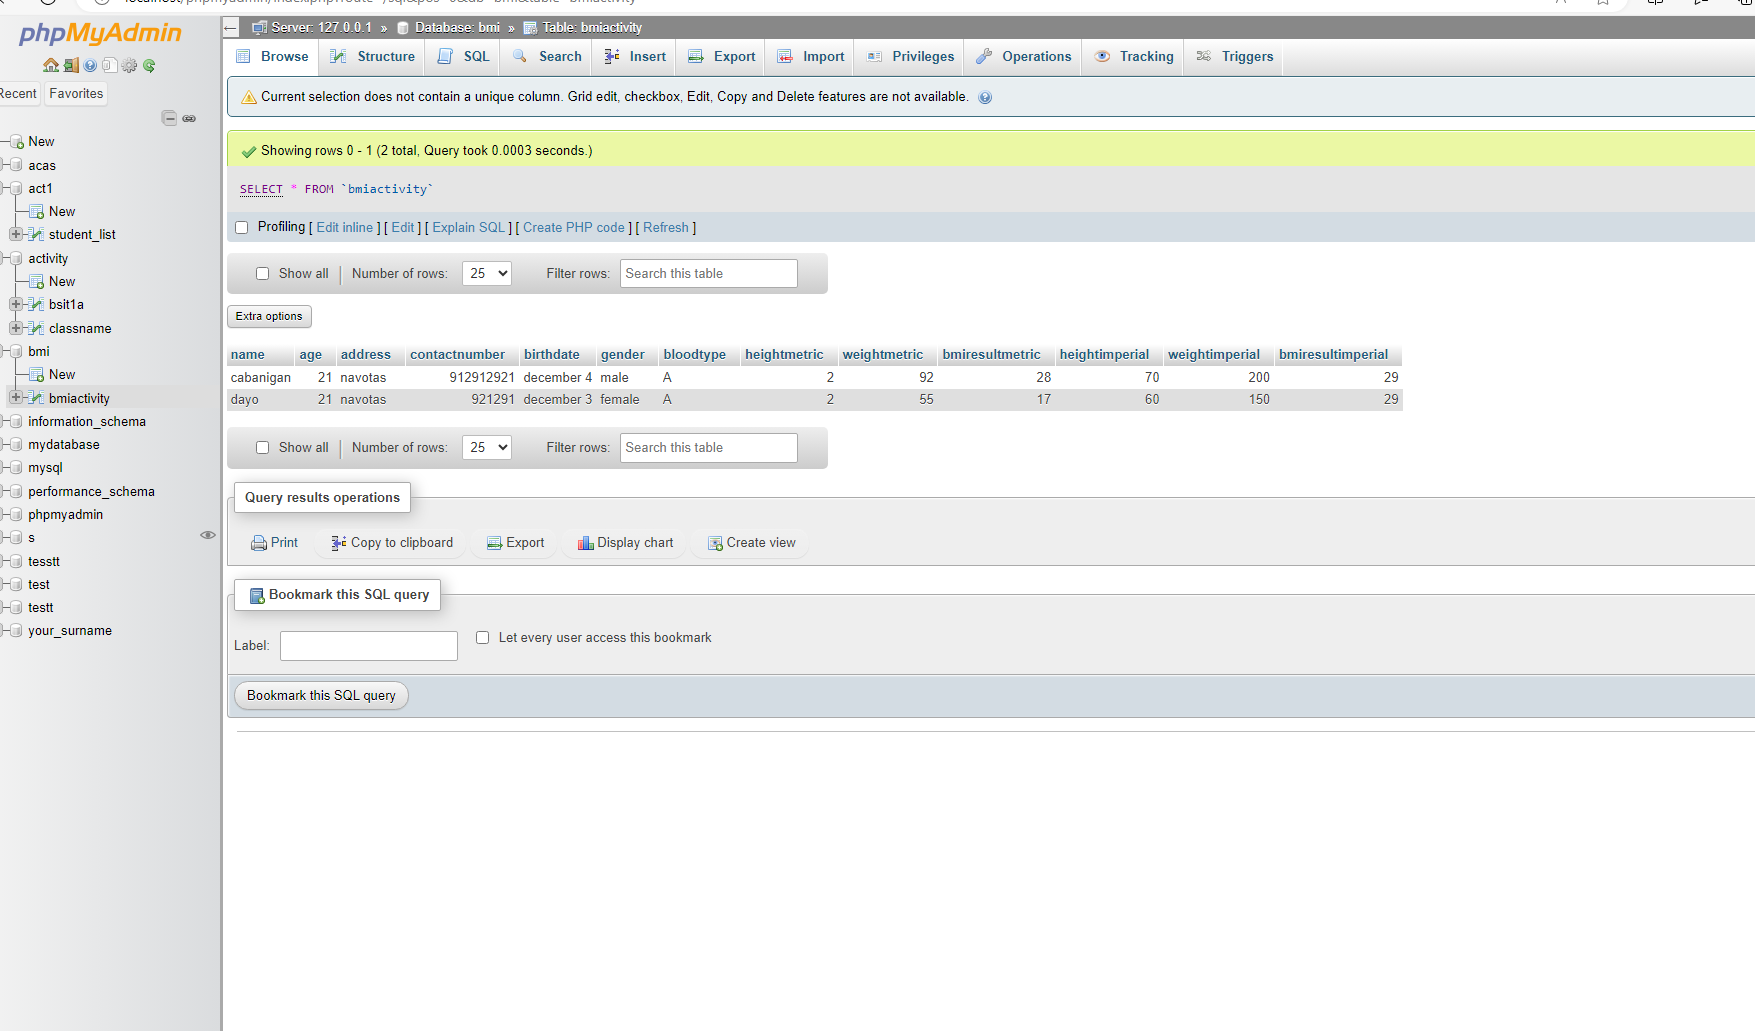 phpMyAdmin
Recent Favorites
New
acas
act1
New
student_list
activity
New
bsit1a
classname
bmi
New
bmiactivity
information_schema
mydatabase
mysql
performance_schema
phpmyadmin
s
tesstt
test
testt
your_surname
Server: 127.0.0.1 » Database: bmi » Table: bmiactivity
Browse Structure SQL Search Insert Export Import Privileges Operations Tracking Triggers
Current selection does not contain a unique column. Grid edit, checkbox, Edit, Copy and Delete features are not available.
Showing rows 0 - 1 (2 total, Query took 0.0003 seconds.)
SELECT * FROM `bmiactivity`
Profiling [ Edit inline ] [ Edit ] [ Explain SQL ] [ Create PHP code ] [ Refresh ]
Show all Number of rows: 25 Filter rows: Search this table
Extra options
name age address contactnumber birthdate gender bloodtype heightmetric weightmetric bmiresultmetric heightimperial weightimperial bmiresultimperial
cabanigan 21 navotas 912912921 december 4 male A 2 92 28 70 200 29
dayo 21 navotas 921291 december 3 female A 2 55 17 60 150 29
Show all Number of rows: 25 Filter rows: Search this table
Query results operations
Print Copy to clipboard Export Display chart Create view
Bookmark this SQL query
Label: Let every user access this bookmark
Bookmark this SQL query